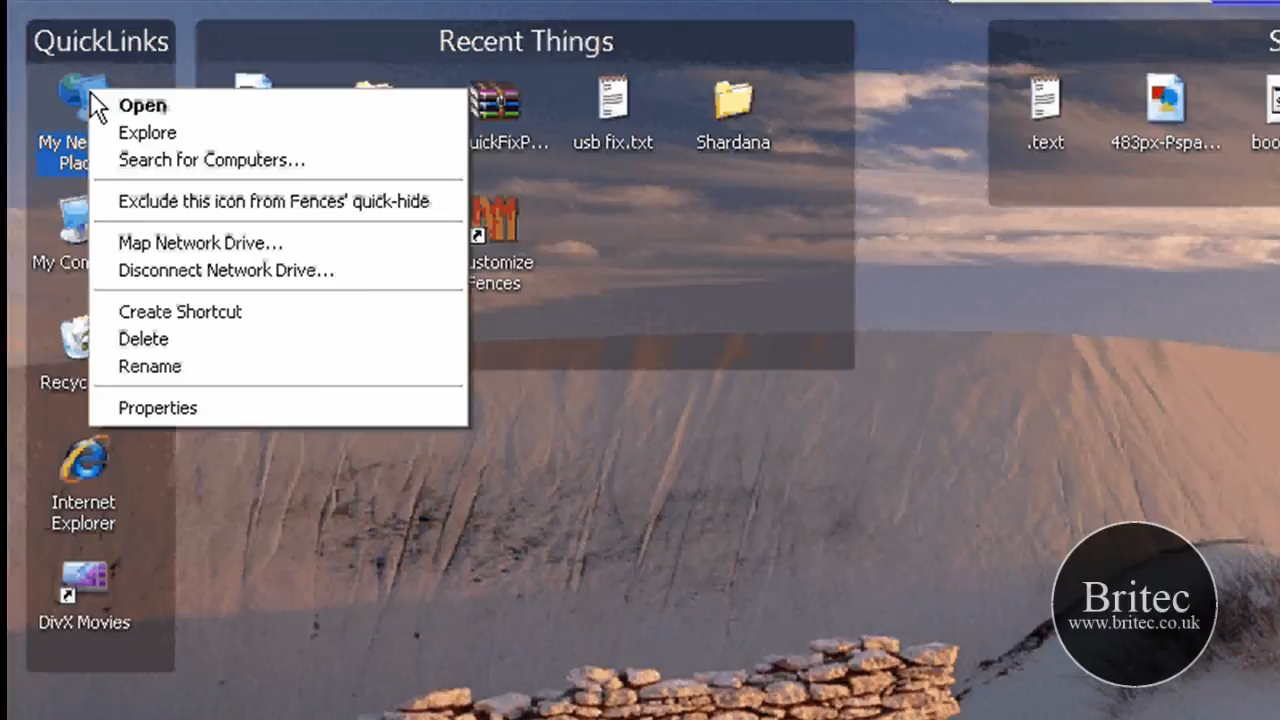 QuickLinks
Recent Things
S
My Ne
Plac
Open
Explore
Search for Computers...
Exclude this icon from Fences' quick-hide
Map Network Drive...
Disconnect Network Drive...
Create Shortcut
Delete
Rename
Properties
uickFixP...
usb fix.txt
Shardana
.text
483px-Pspa...
boo
My Con
ustomize
Fences
Recyc
Internet
Explorer
DivX Movies
Britec
www.britec.co.uk